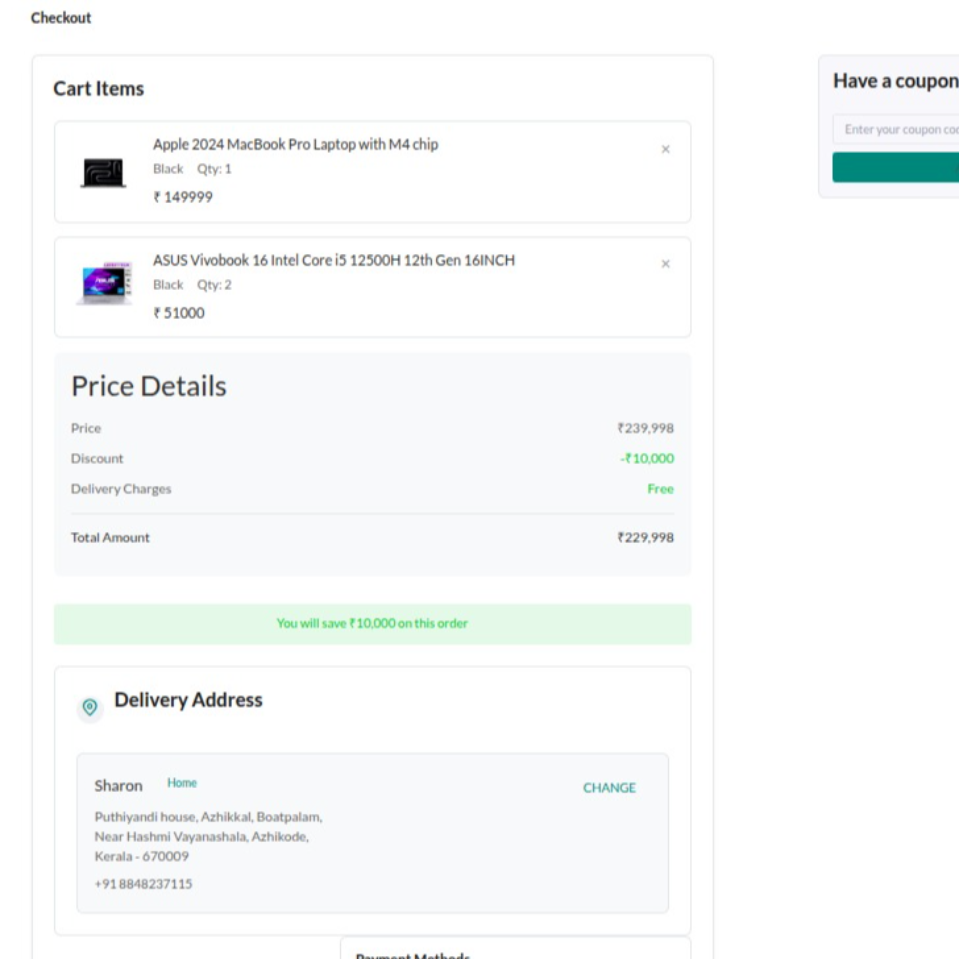 Checkout
Cart Items
Apple 2024 MacBook Pro Laptop with M4 chip
×
Black Qty: 1
₹ 149999
ASUS Vivobook 16 Intel Core i5 12500H 12th Gen 16INCH
×
Black Qty: 2
₹ 51000
Price Details
Price ₹239,998
Discount -₹10,000
Delivery Charges Free
Total Amount ₹229,998
You will save ₹10,000 on this order
Delivery Address
Sharon Home CHANGE
Puthiyandi house, Azhikkal, Boatpalam,
Near Hashmi Vayanashala, Azhikode,
Kerala - 670009
+91 8848237115
Payment Methods
Have a coupon
Enter your coupon